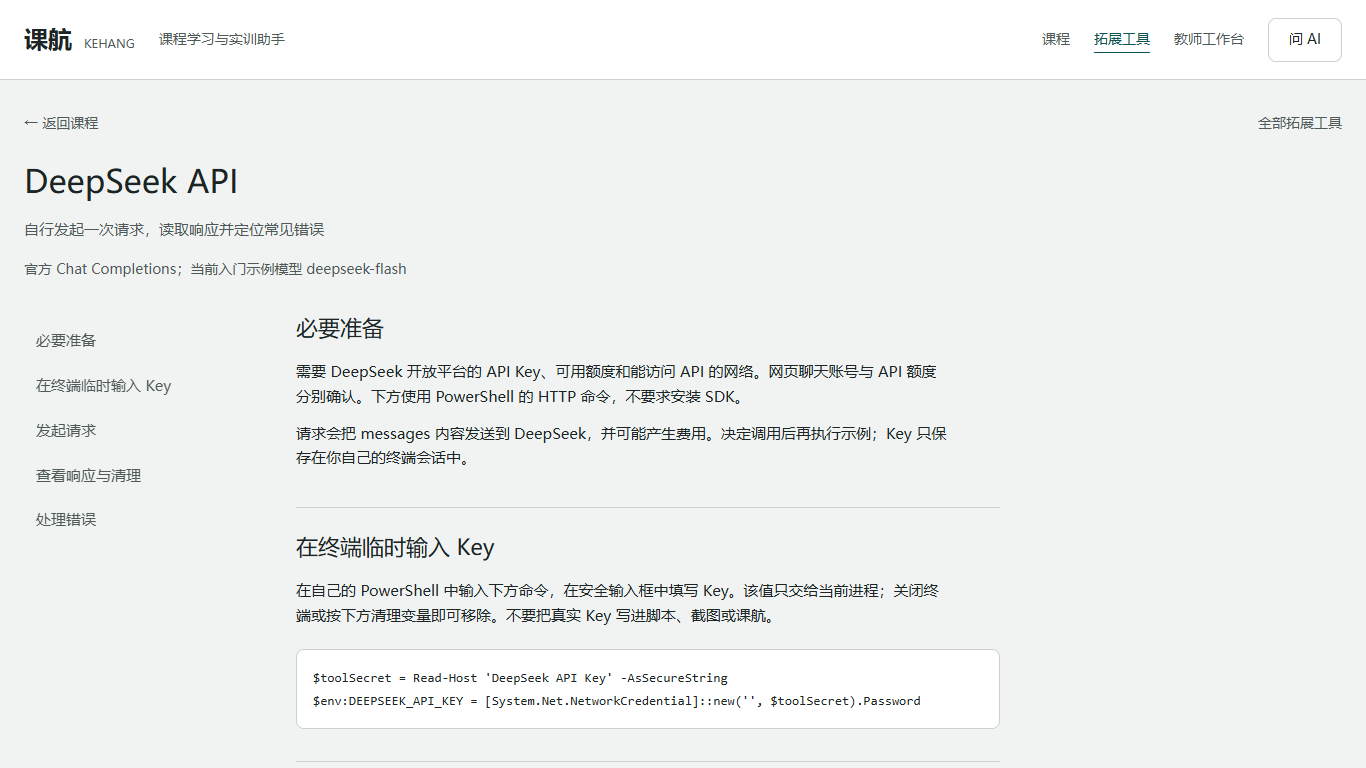 课航 KEHANG 课程学习与实训助手 课程 拓展工具 教师工作台 问 AI
← 返回课程 全部拓展工具
DeepSeek API
自行发起一次请求，读取响应并定位常见错误
官方 Chat Completions；当前入门示例模型 deepseek-flash
必要准备
在终端临时输入 Key
发起请求
查看响应与清理
处理错误
必要准备
需要 DeepSeek 开放平台的 API Key、可用额度和能访问 API 的网络。网页聊天账号与 API 额度
分别确认。下方使用 PowerShell 的 HTTP 命令，不要求安装 SDK。
请求会把 messages 内容发送到 DeepSeek，并可能产生费用。决定调用后再执行示例；Key 只保
存在你自己的终端会话中。
在终端临时输入 Key
在自己的 PowerShell 中输入下方命令，在安全输入框中填写 Key。该值只交给当前进程；关闭终
端或按下方清理变量即可移除。不要把真实 Key 写进脚本、截图或课航。
$toolSecret = Read-Host 'DeepSeek API Key' -AsSecureString
$env:DEEPSEEK_API_KEY = [System.Net.NetworkCredential]::new('', $toolSecret).Password